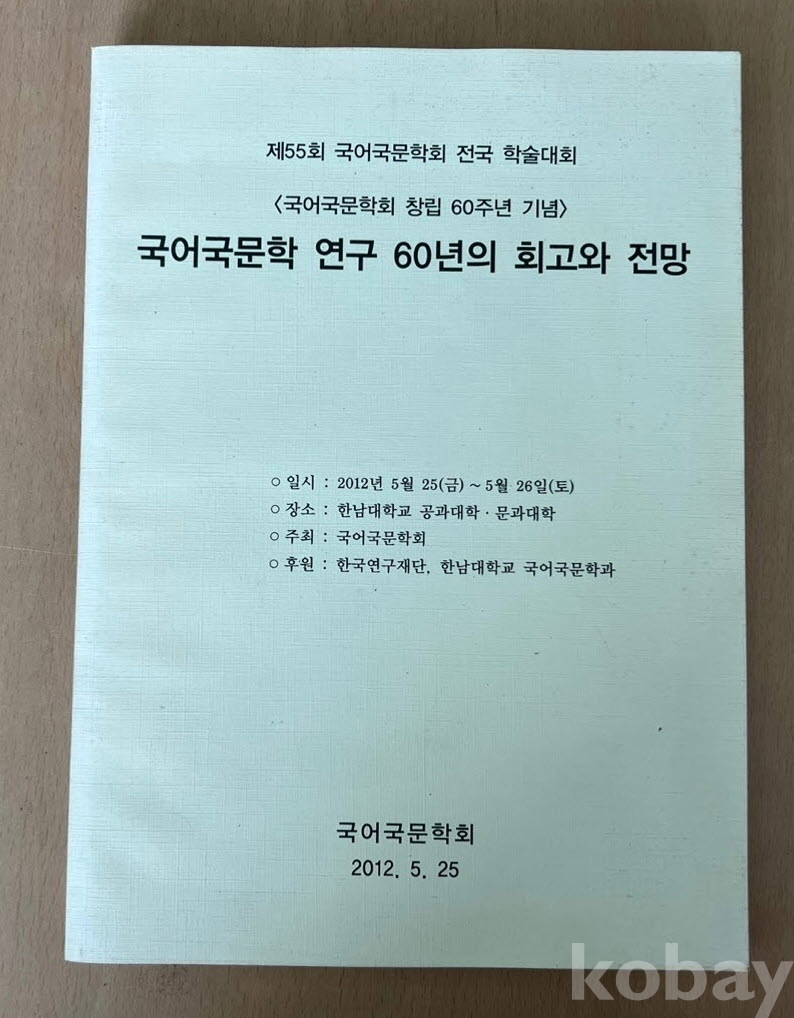 제55회 국어국문학회 전국 학술대회
〈국어국문학회 창립 60주년 기념〉
국어국문학 연구 60년의 회고와 전망
○ 일시 : 2012년 5월 25(금) ~ 5월 26일(토)
○ 장소 : 한남대학교 공과대학 · 문과대학
○ 주최 : 국어국문학회
○ 후원 : 한국연구재단, 한남대학교 국어국문학과
국어국문학회
2012. 5. 25
kobay